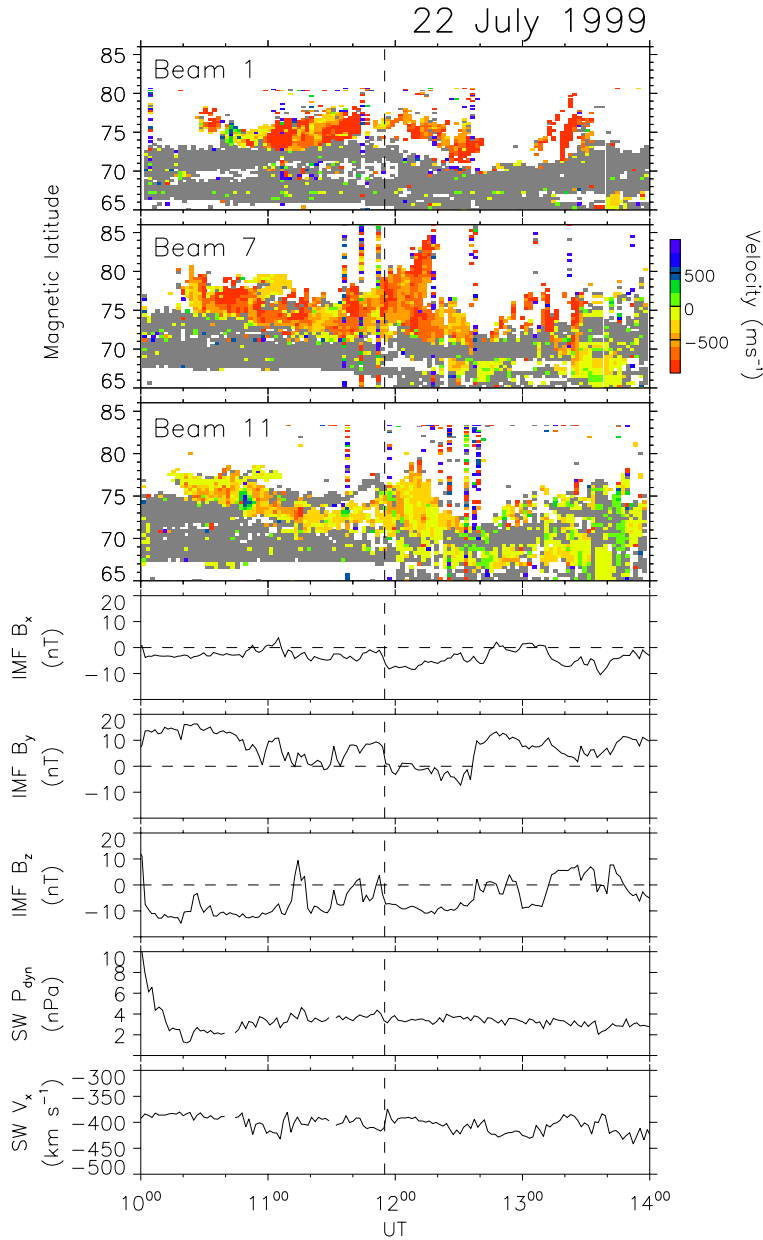 22 July 1999
Beam 1
85
80
75
70
65
Beam 7
85
80
75
70
65
Beam 11
85
80
75
70
65
Magnetic latitude
500
0
−500
Velocity (ms⁻¹)
IMF Bₓ
(nT)
20
10
0
−10
IMF Bᵧ
(nT)
20
10
0
−10
IMF B_z
(nT)
20
10
0
−10
SW P_dyn
(nPa)
10
8
6
4
2
SW Vₓ
(km s⁻¹)
−300
−350
−400
−450
−500
10⁰⁰ 11⁰⁰ 12⁰⁰ 13⁰⁰ 14⁰⁰
UT